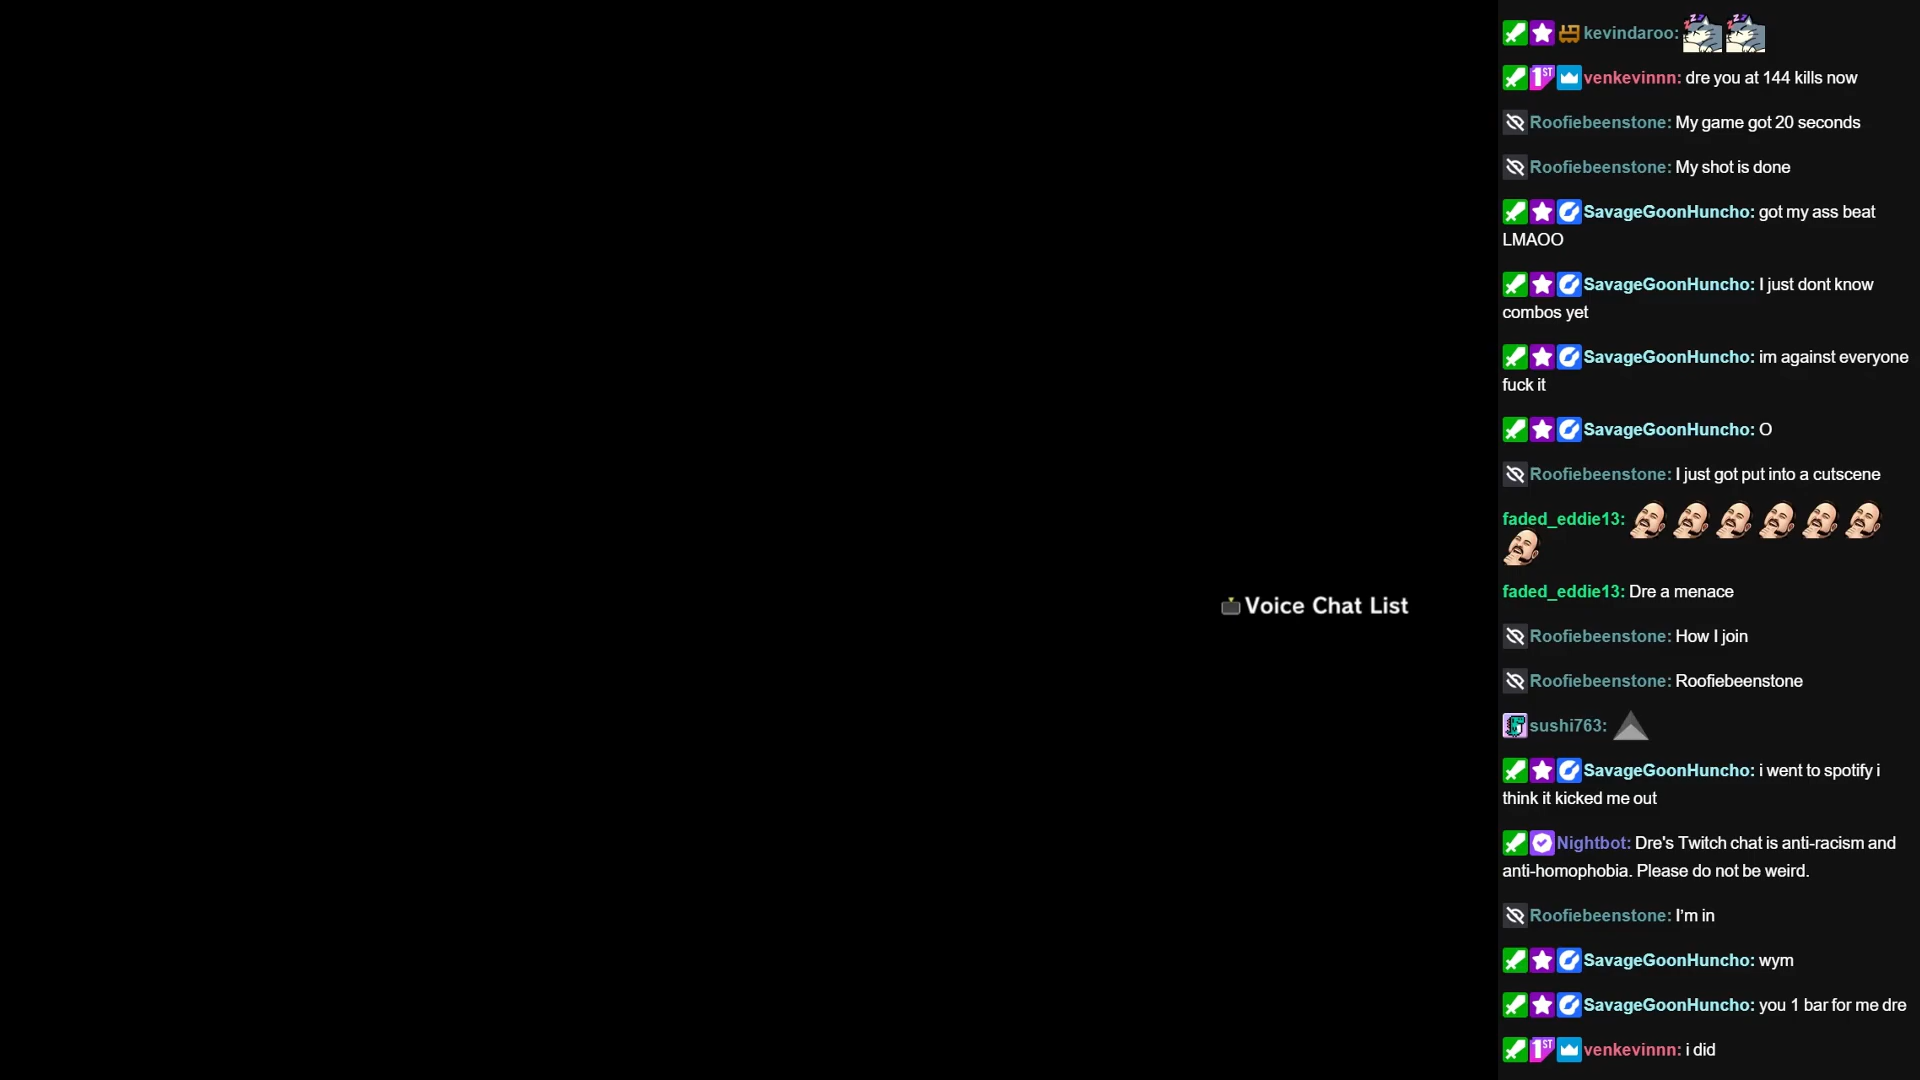 kevindaroo:
1ST venkevinnn: dre you at 144 kills now
Roofiebeenstone: My game got 20 seconds
Roofiebeenstone: My shot is done
SavageGoonHuncho: got my ass beat
LMAOO
SavageGoonHuncho: I just dont know
combos yet
SavageGoonHuncho: im against everyone
fuck it
SavageGoonHuncho: O
Roofiebeenstone: I just got put into a cutscene
faded_eddie13:
faded_eddie13: Dre a menace
Voice Chat List
Roofiebeenstone: How I join
Roofiebeenstone: Roofiebeenstone
sushi763:
SavageGoonHuncho: i went to spotify i
think it kicked me out
Nightbot: Dre's Twitch chat is anti-racism and
anti-homophobia. Please do not be weird.
Roofiebeenstone: I'm in
SavageGoonHuncho: wym
SavageGoonHuncho: you 1 bar for me dre
1ST venkevinnn: i did